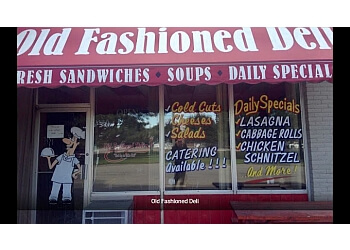 Old Fashioned Deli
FRESH SANDWICHES • SOUPS • DAILY SPECIAL
✓ Cold Cuts
✓ Cheeses
✓ Salads
CATERING
Available!!!
Daily Specials
✓ LASAGNA
✓ CABBAGE ROLLS
✓ CHICKEN
SCHNITZEL
And More!
Old Fashioned Deli